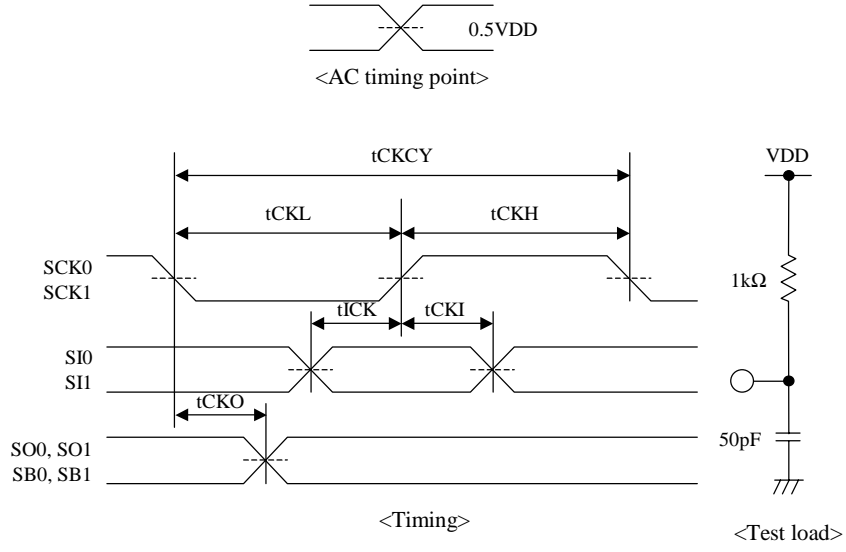 0.5VDD
<AC timing point>
tCKCY
VDD
tCKL
tCKH
SCK0
SCK1
1kΩ
tICK
tCKI
SI0
SI1
tCKO
50pF
SO0, SO1
SB0, SB1
<Timing>
<Test load>